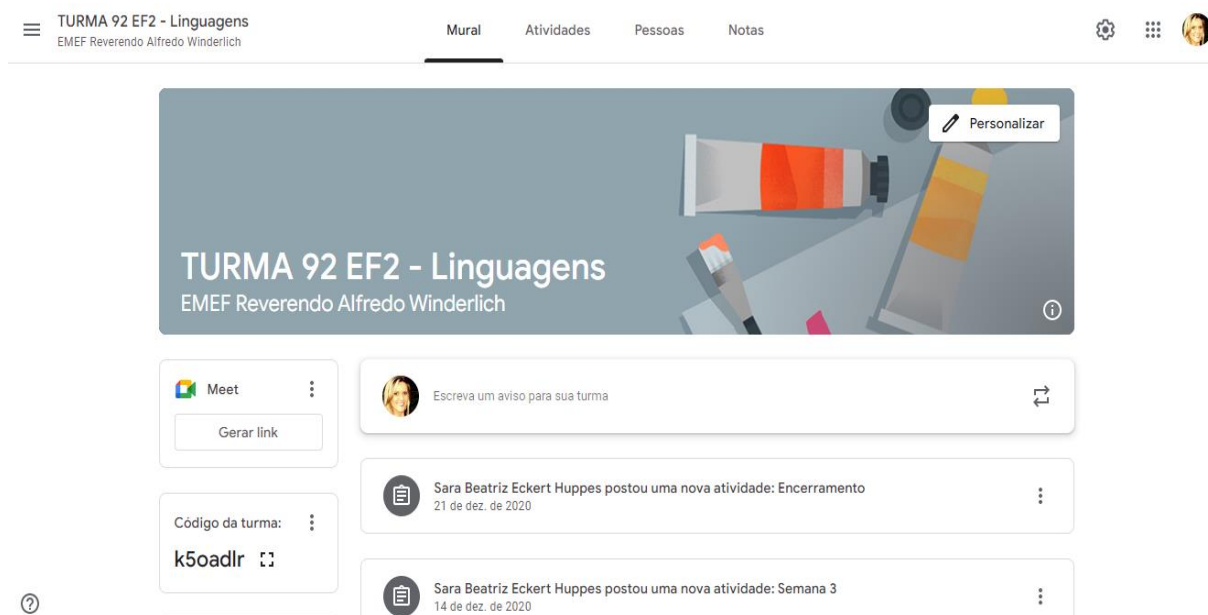 TURMA 92 EF2 - Linguagens
EMEF Reverendo Alfredo Winderlich
Mural
Atividades
Pessoas
Notas
Personalizar
TURMA 92 EF2 - Linguagens
EMEF Reverendo Alfredo Winderlich
Meet
Gerar link
Escreva um aviso para sua turma
Sara Beatriz Eckert Huppes postou uma nova atividade: Encerramento
21 de dez. de 2020
Código da turma:
k5oadlr
Sara Beatriz Eckert Huppes postou uma nova atividade: Semana 3
14 de dez. de 2020